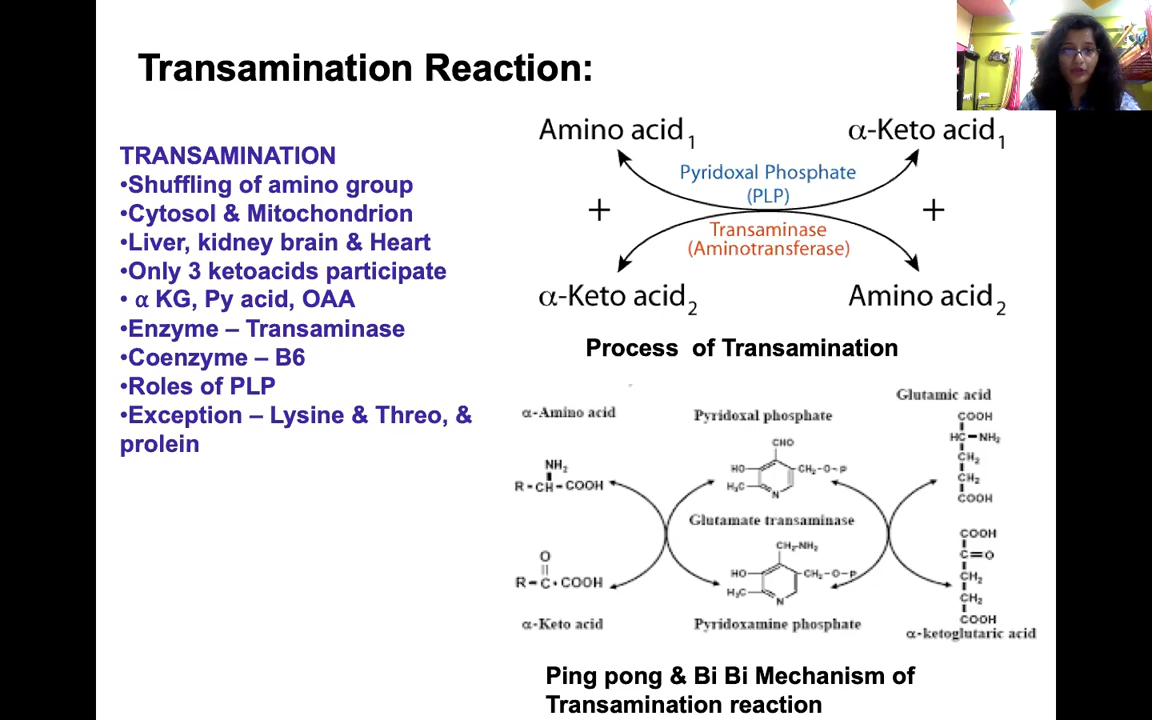 Transamination Reaction:
TRANSAMINATION
•Shuffling of amino group
•Cytosol & Mitochondrion
•Liver, kidney brain & Heart
•Only 3 ketoacids participate
• α KG, Py acid, OAA
•Enzyme – Transaminase
•Coenzyme – B6
•Roles of PLP
•Exception – Lysine & Threo, &
prolein
Amino acid1
α-Keto acid1
Pyridoxal Phosphate
(PLP)
+
+
Transaminase
(Aminotransferase)
α-Keto acid2
Amino acid2
Process of Transamination
α-Amino acid
Pyridoxal phosphate
Glutamic acid
NH2
R-CH-COOH
CHO
HO
CH2-O-P
H3C
N
COOH
HC-NH2
CH2
CH2
COOH
Glutamate transaminase
O
R-C-COOH
CH2-NH2
HO
CH2-O-P
H3C
N
COOH
C=O
CH2
CH2
COOH
α-Keto acid
Pyridoxamine phosphate
α-ketoglutaric acid
Ping pong & Bi Bi Mechanism of
Transamination reaction